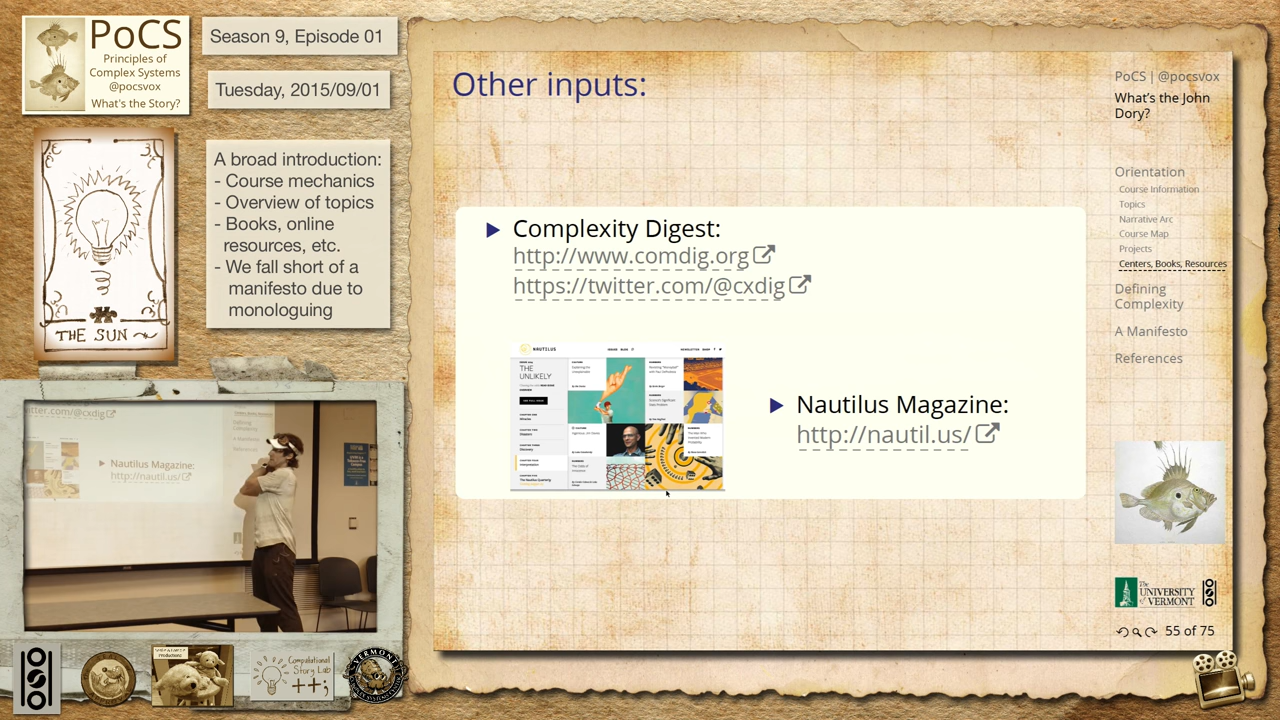 PoCS
Principles of
Complex Systems
@pocsvox
What's the Story?
Season 9, Episode 01
Tuesday, 2015/09/01
THE SUN
A broad introduction:
- Course mechanics
- Overview of topics
- Books, online
resources, etc.
- We fall short of a
manifesto due to
monologuing
Other inputs:
Complexity Digest:
http://www.comdig.org
https://twitter.com/@cxdig
NAUTILUS
THE
UNLIKELY
Nautilus Magazine:
http://nautil.us/
PoCS | @pocsvox
What's the John
Dory?
Orientation
Course Information
Topics
Narrative Arc
Course Map
Projects
Centers, Books, Resources
Defining
Complexity
A Manifesto
References
The
UNIVERSITY
of VERMONT
55 of 75
itter.com/@cxdig
Nautilus Magazine:
http://nautil.us/
Computational
Story Lab
++;
VERMONT